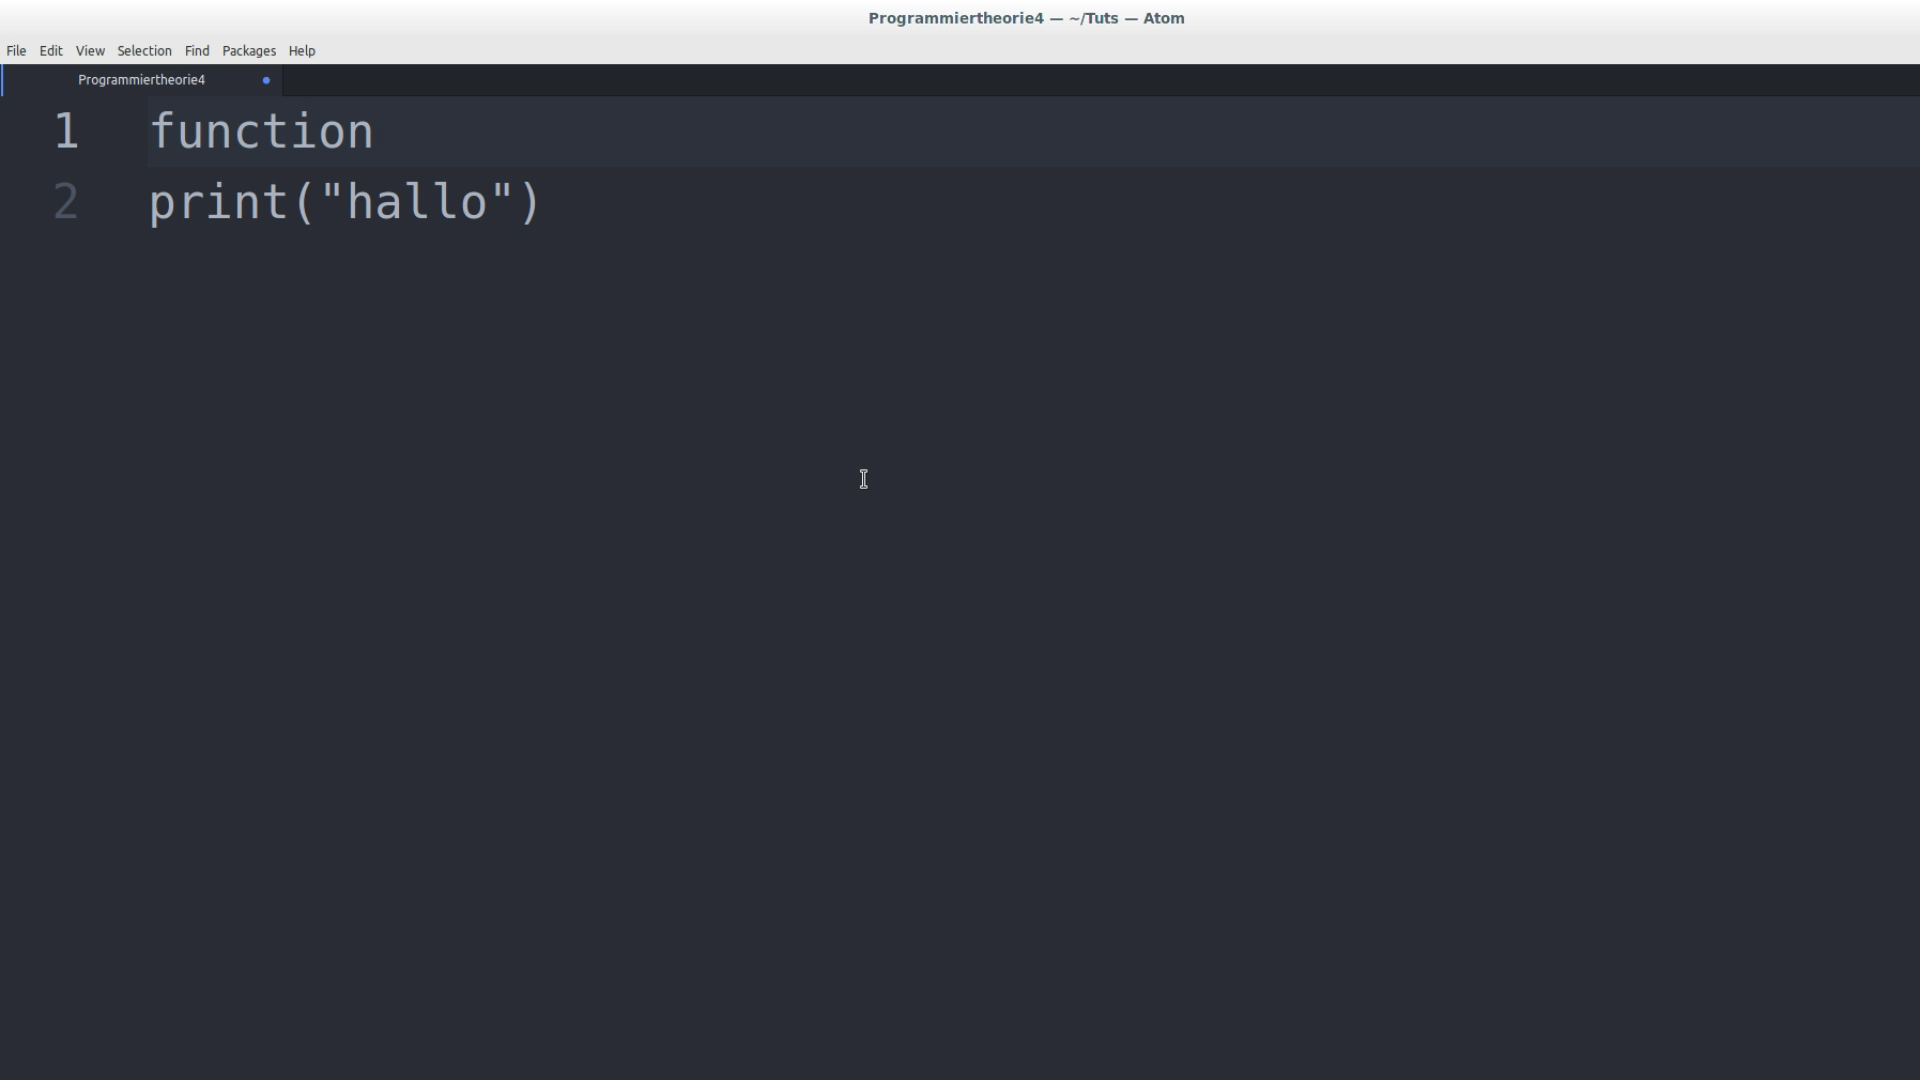 Programmiertheorie4 — ~/Tuts — Atom
File Edit View Selection Find Packages Help
Programmiertheorie4
1 function
2 print("hallo")